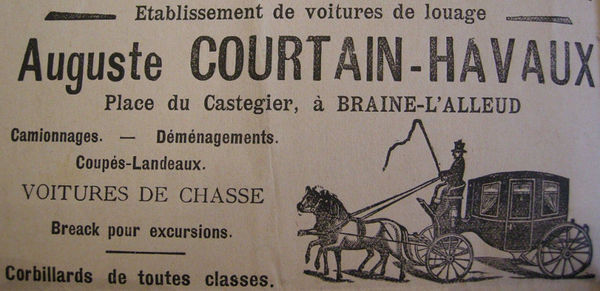 Etablissement de voitures de louage
Auguste COURTAIN-HAVAUX
Place du Castegier, à BRAINE-L'ALLEUD
Camionnages. — Déménagements.
Coupés-Landeaux.
VOITURES DE CHASSE
Breack pour excursions.
Corbillards de toutes classes.